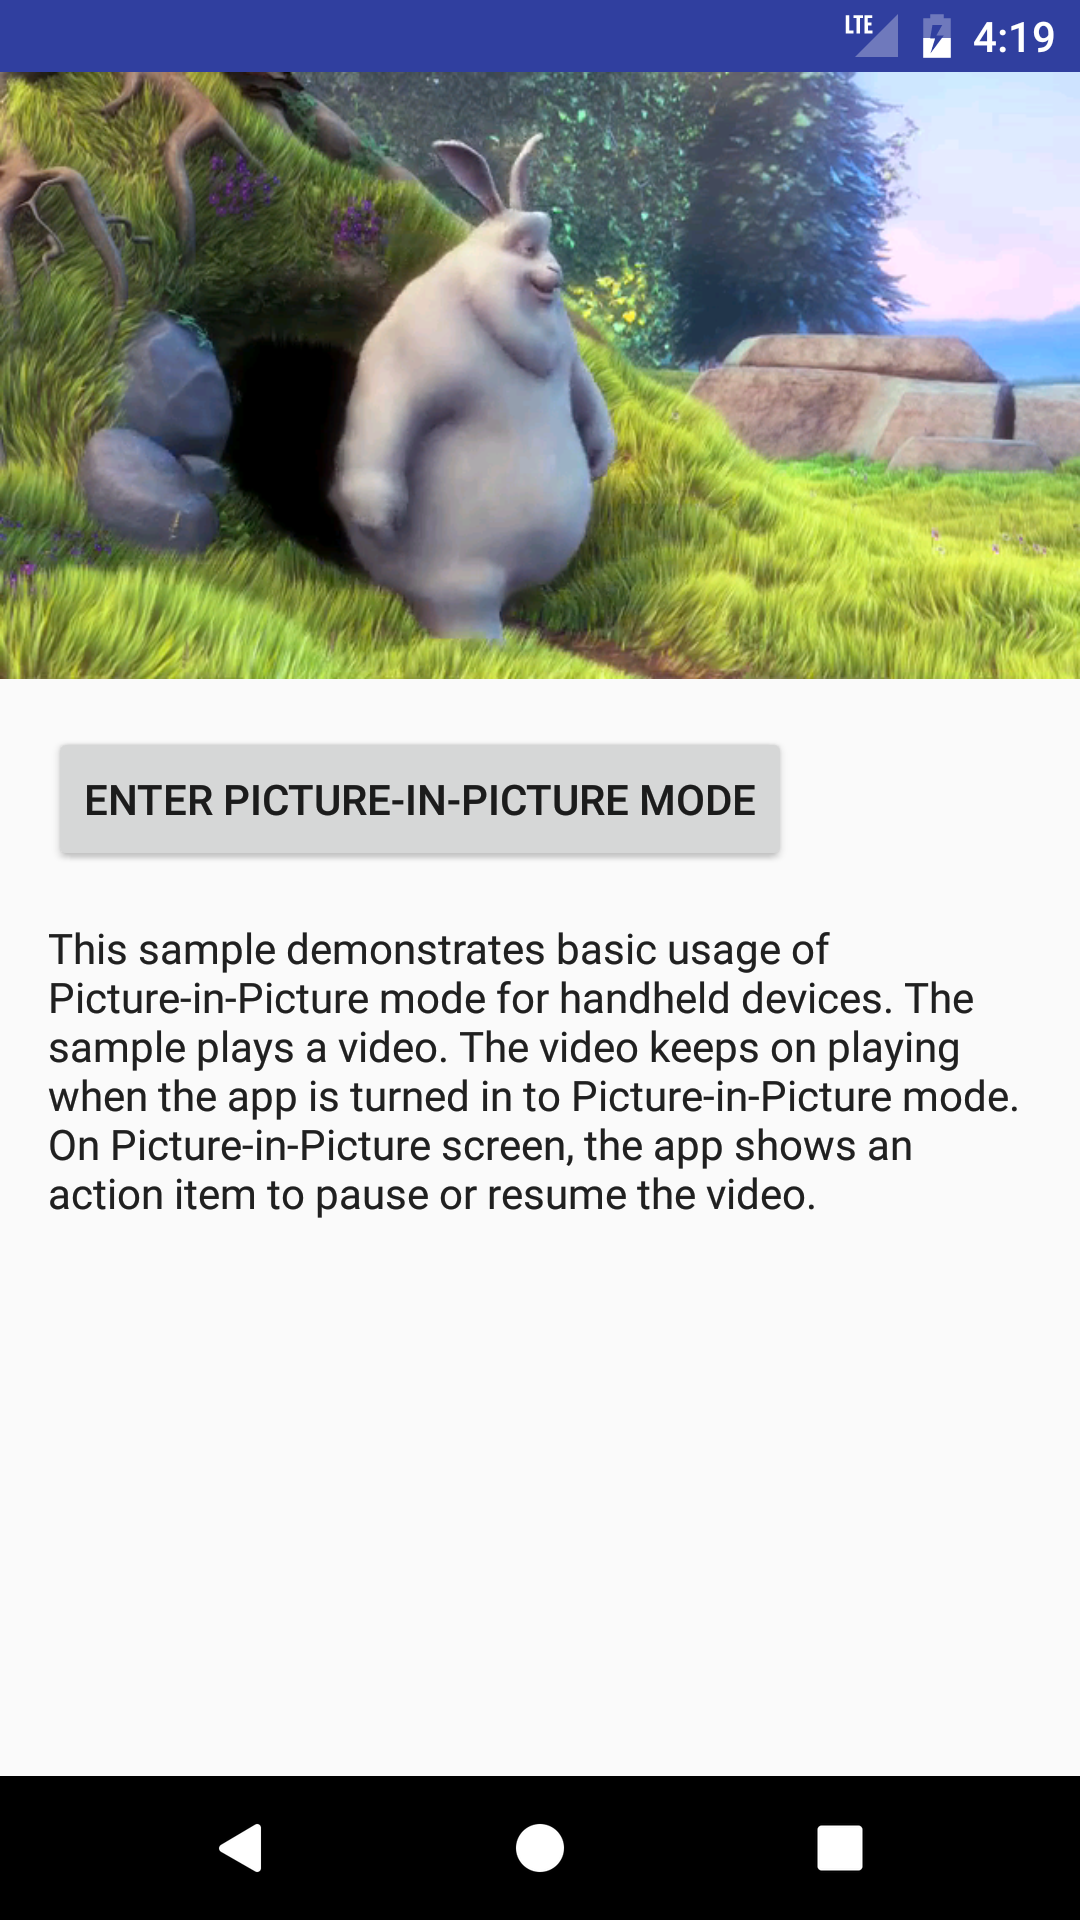 LTE 4:19
ENTER PICTURE-IN-PICTURE MODE
This sample demonstrates basic usage of
Picture-in-Picture mode for handheld devices. The
sample plays a video. The video keeps on playing
when the app is turned in to Picture-in-Picture mode.
On Picture-in-Picture screen, the app shows an
action item to pause or resume the video.